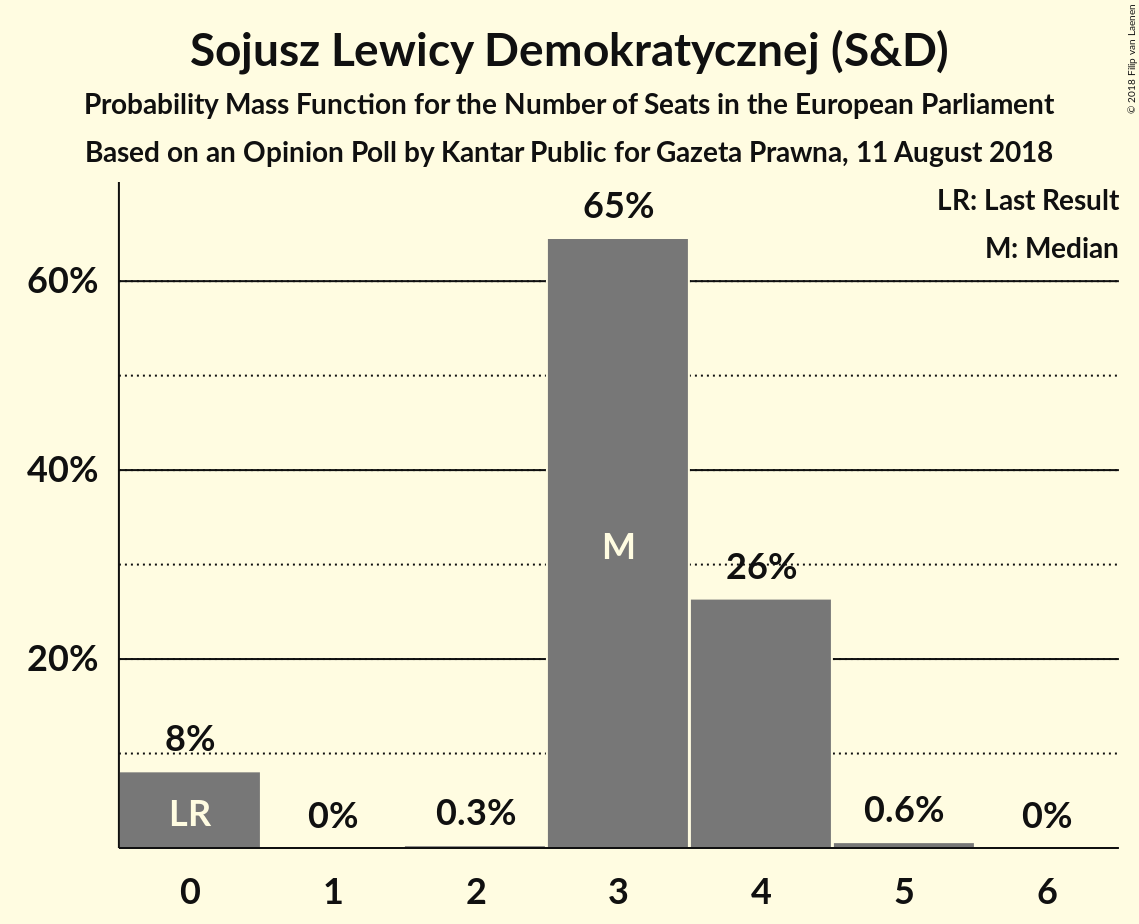 Sojusz Lewicy Demokratycznej (S&D)
Probability Mass Function for the Number of Seats in the European Parliament
Based on an Opinion Poll by Kantar Public for Gazeta Prawna, 11 August 2018
© 2018 Filip van Laenen
LR: Last Result
M: Median
65%
60%
40%
20%
M
26%
8%
LR
0%
0.3%
0.6%
0%
0 1 2 3 4 5 6